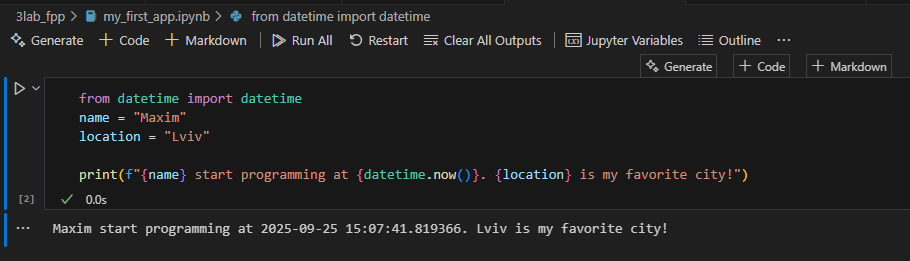 3lab_fpp > my_first_app.ipynb > from datetime import datetime
Generate + Code + Markdown | Run All Restart Clear All Outputs | Jupyter Variables Outline ...
Generate + Code + Markdown
from datetime import datetime
name = "Maxim"
location = "Lviv"
print(f"{name} start programming at {datetime.now()}. {location} is my favorite city!")
[2] ✓ 0.0s
... Maxim start programming at 2025-09-25 15:07:41.819366. Lviv is my favorite city!